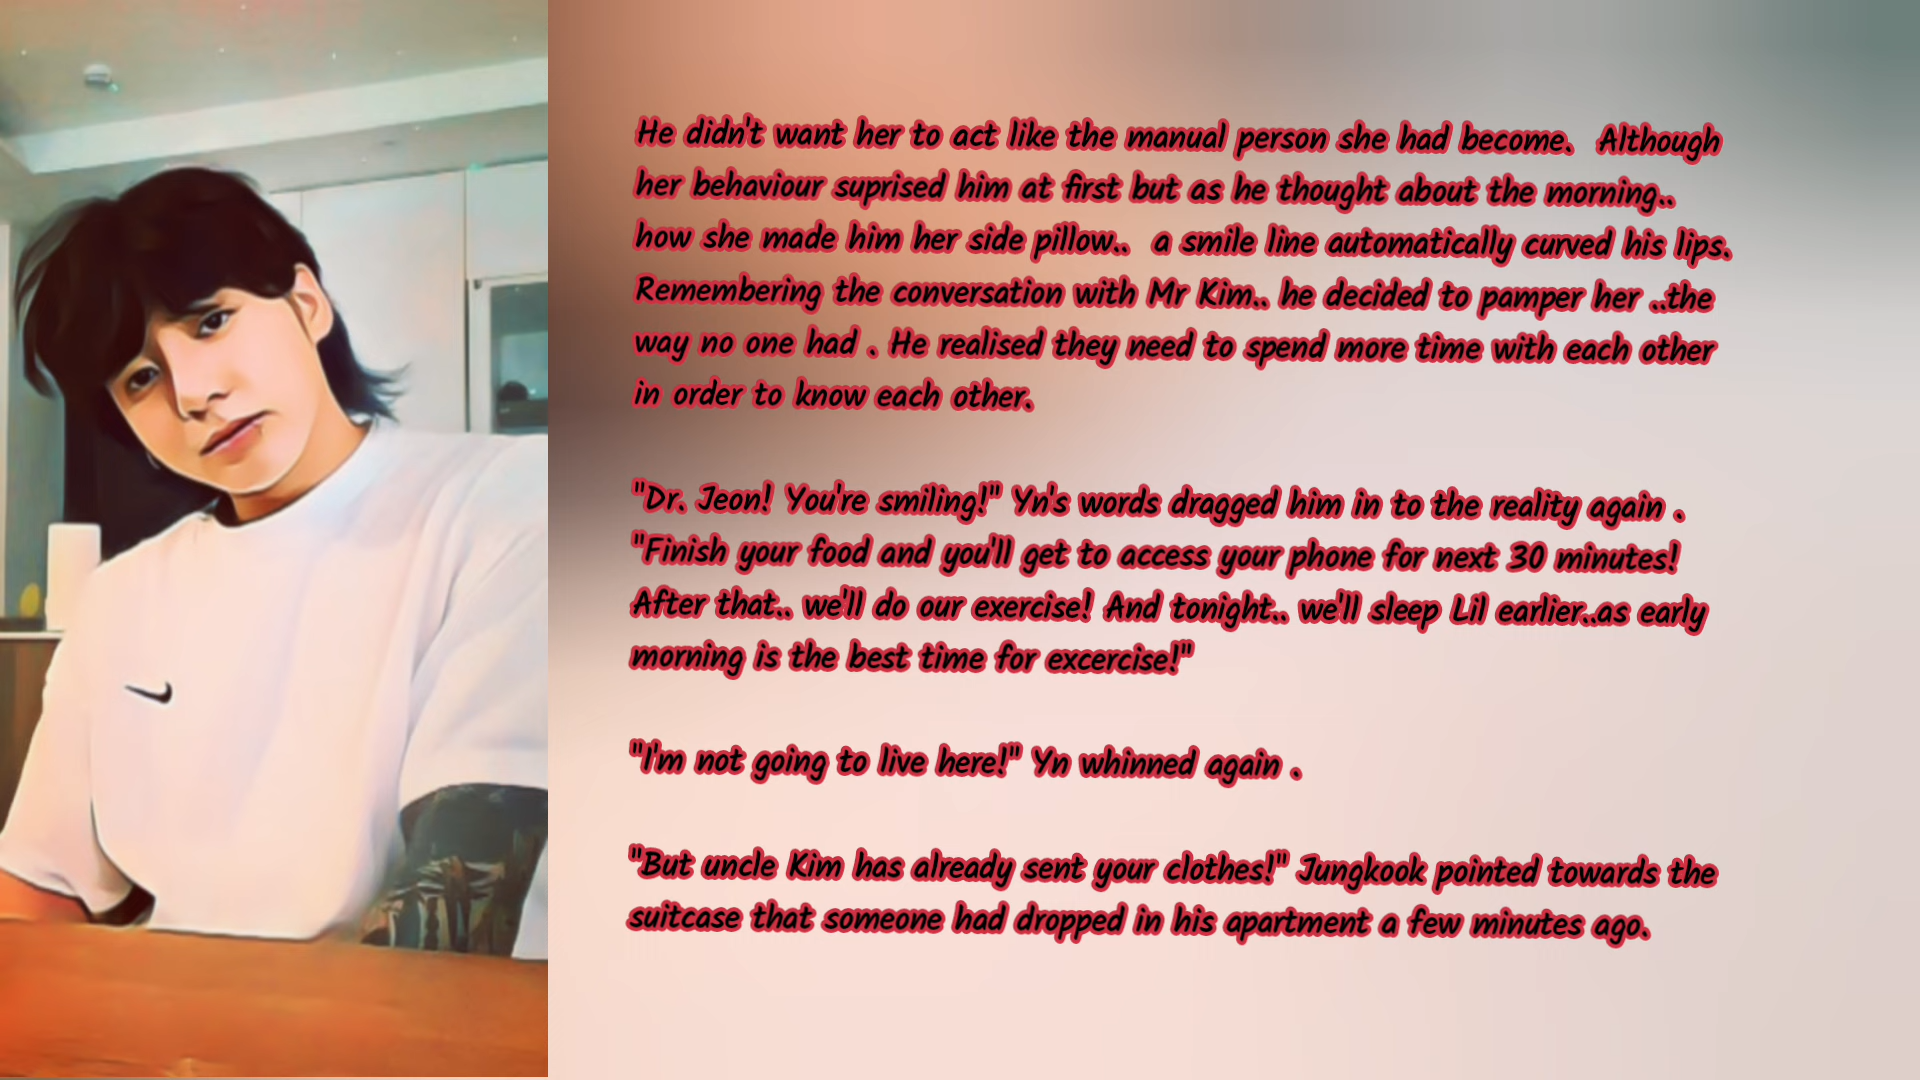 He didn't want her to act like the manual person she had become. Although
her behaviour suprised him at first but as he thought about the morning..
how she made him her side pillow.. a smile line automatically curved his lips.
Remembering the conversation with Mr Kim.. he decided to pamper her ..the
way no one had . He realised they need to spend more time with each other
in order to know each other.
"Dr. Jeon! You're smiling!" Yn's words dragged him in to the reality again .
"Finish your food and you'll get to access your phone for next 30 minutes!
After that.. we'll do our exercise! And tonight.. we'll sleep Lil earlier..as early
morning is the best time for excercise!"
"I'm not going to live here!" Yn whinned again .
"But uncle Kim has already sent your clothes!" Jungkook pointed towards the
suitcase that someone had dropped in his apartment a few minutes ago.